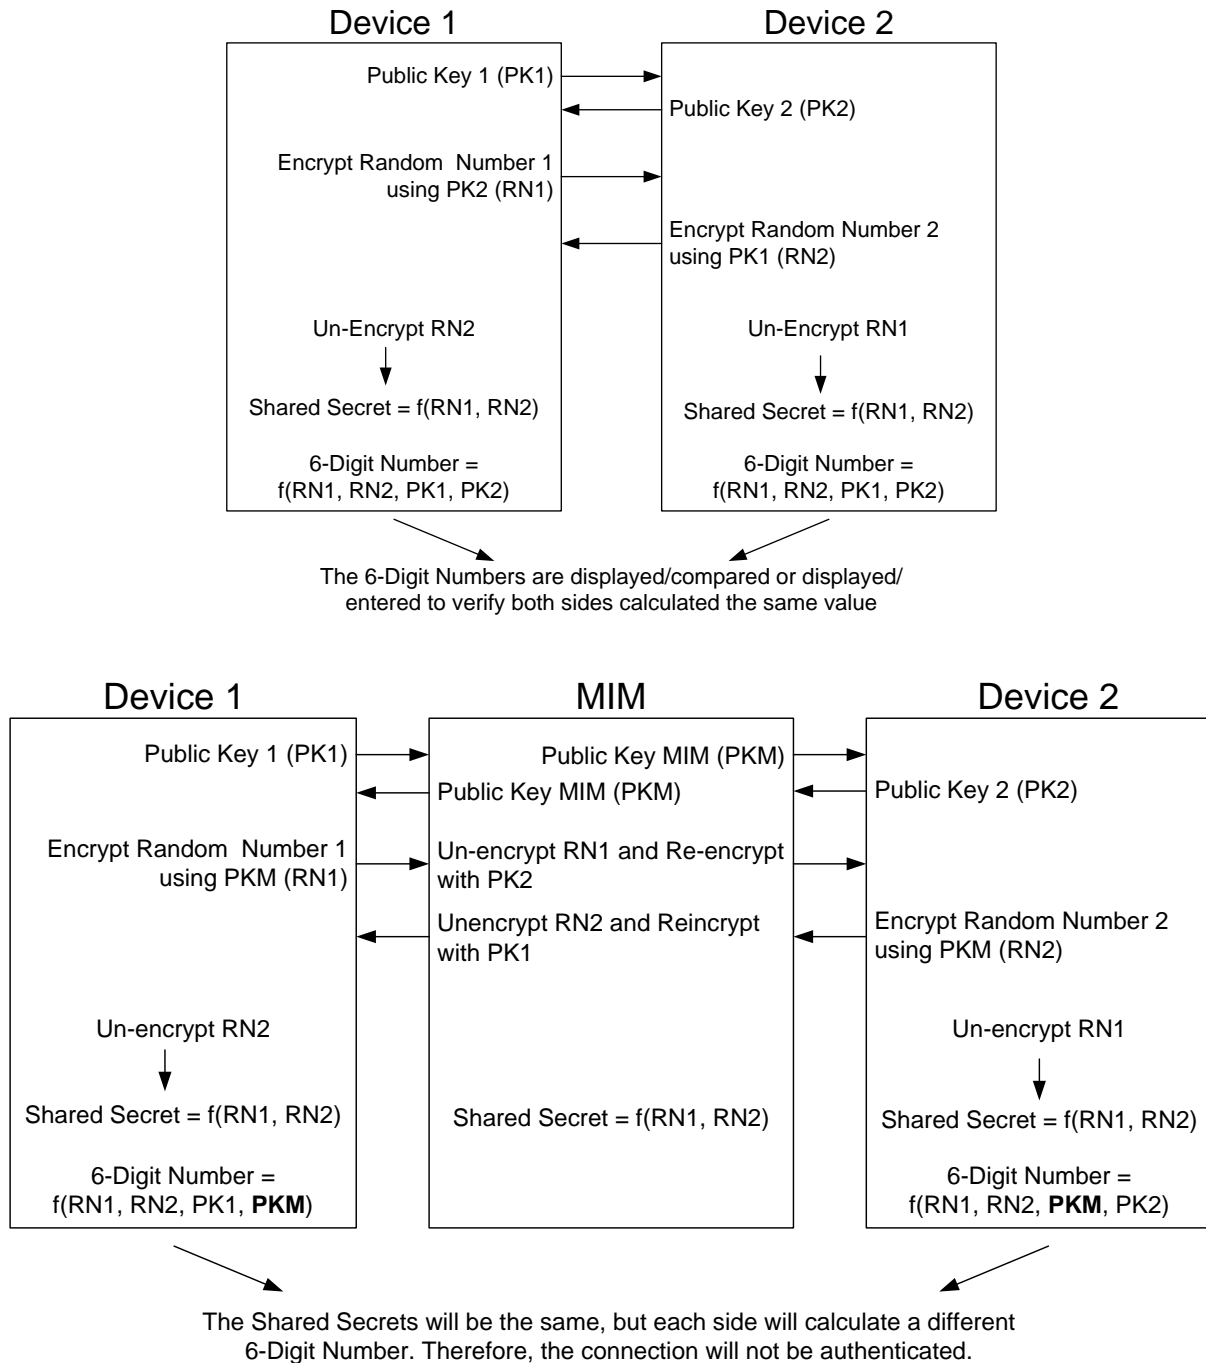 Device 1
Device 2
Public Key 1 (PK1)
Public Key 2 (PK2)
Encrypt Random Number 1
using PK2 (RN1)
Encrypt Random Number 2
using PK1 (RN2)
Un-Encrypt RN2
Un-Encrypt RN1
Shared Secret = f(RN1, RN2)
Shared Secret = f(RN1, RN2)
6-Digit Number =
f(RN1, RN2, PK1, PK2)
6-Digit Number =
f(RN1, RN2, PK1, PK2)
The 6-Digit Numbers are displayed/compared or displayed/
entered to verify both sides calculated the same value
Device 1
MIM
Device 2
Public Key 1 (PK1)
Public Key MIM (PKM)
Public Key MIM (PKM)
Public Key 2 (PK2)
Encrypt Random Number 1
using PKM (RN1)
Un-encrypt RN1 and Re-encrypt
with PK2
Unencrypt RN2 and Reincrypt
with PK1
Encrypt Random Number 2
using PKM (RN2)
Un-encrypt RN2
Un-encrypt RN1
Shared Secret = f(RN1, RN2)
Shared Secret = f(RN1, RN2)
Shared Secret = f(RN1, RN2)
6-Digit Number =
f(RN1, RN2, PK1, PKM)
6-Digit Number =
f(RN1, RN2, PKM, PK2)
The Shared Secrets will be the same, but each side will calculate a different
6-Digit Number. Therefore, the connection will not be authenticated.